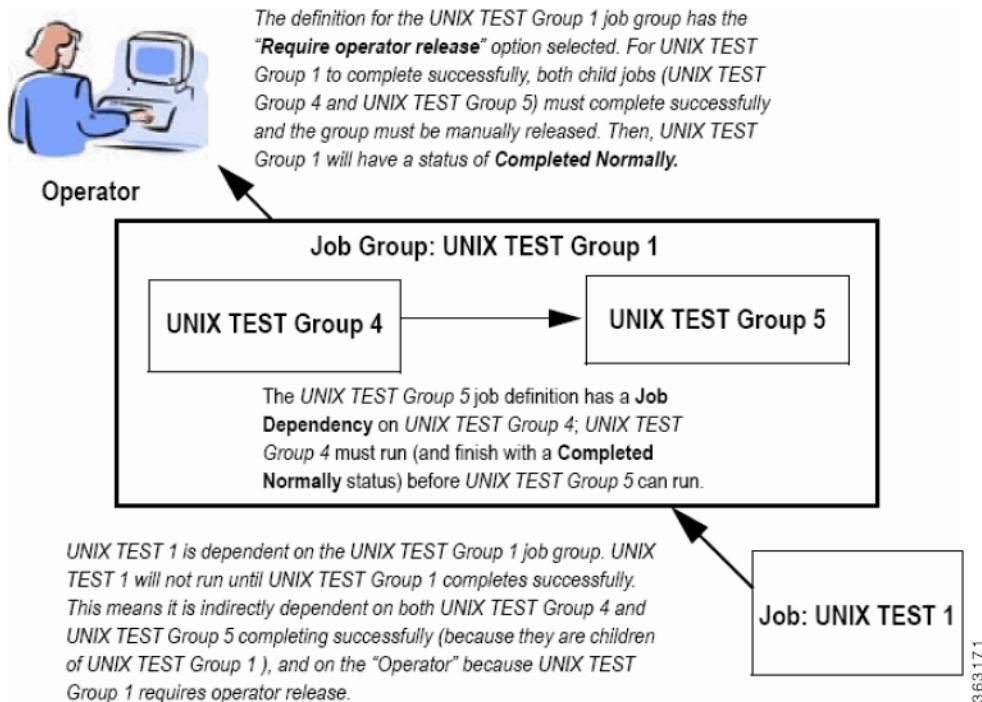 The definition for the UNIX TEST Group 1 job group has the
"Require operator release" option selected. For UNIX TEST
Group 1 to complete successfully, both child jobs (UNIX TEST
Group 4 and UNIX TEST Group 5) must complete successfully
and the group must be manually released. Then, UNIX TEST
Group 1 will have a status of Completed Normally.
Operator
Job Group: UNIX TEST Group 1
UNIX TEST Group 4
UNIX TEST Group 5
The UNIX TEST Group 5 job definition has a Job
Dependency on UNIX TEST Group 4; UNIX TEST
Group 4 must run (and finish with a Completed
Normally status) before UNIX TEST Group 5 can run.
UNIX TEST 1 is dependent on the UNIX TEST Group 1 job group. UNIX
TEST 1 will not run until UNIX TEST Group 1 completes successfully.
This means it is indirectly dependent on both UNIX TEST Group 4 and
UNIX TEST Group 5 completing successfully (because they are children
of UNIX TEST Group 1 ), and on the "Operator" because UNIX TEST
Group 1 requires operator release.
Job: UNIX TEST 1
363171